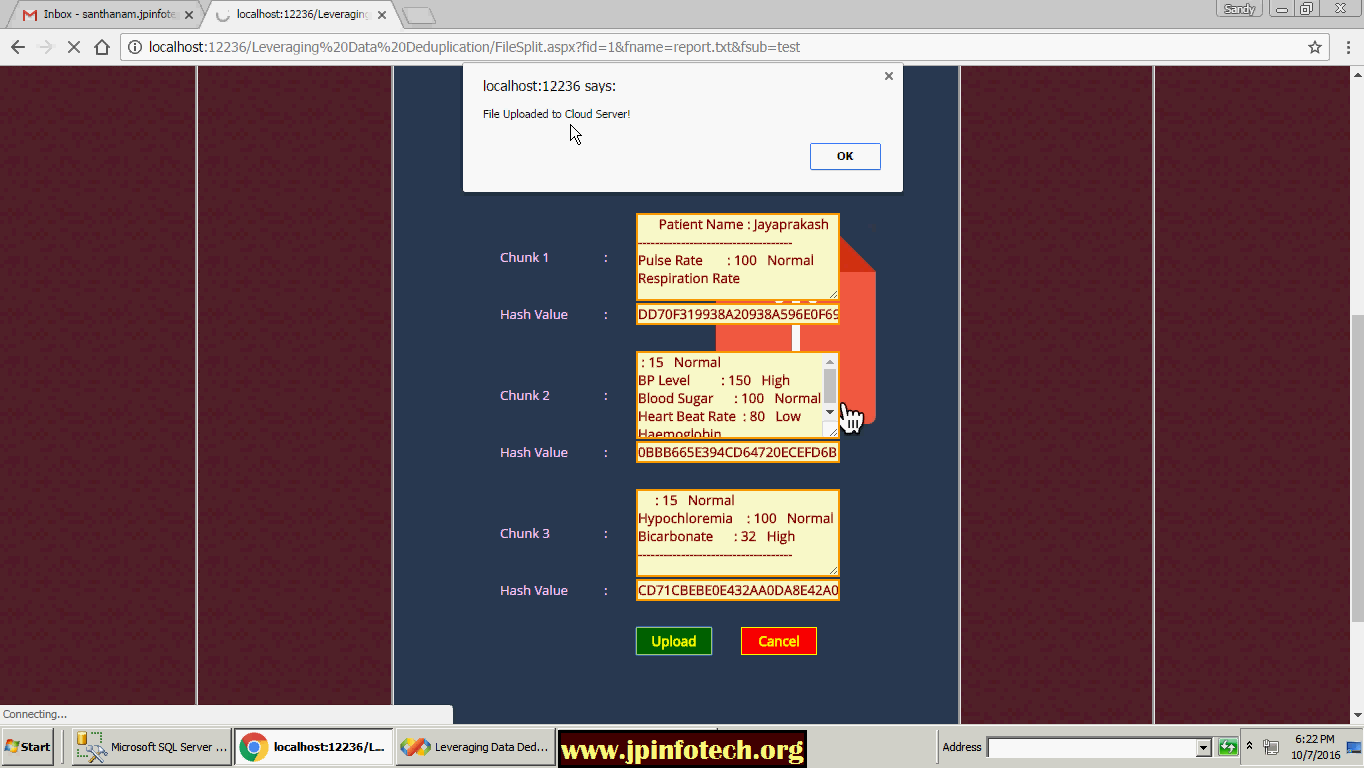 Inbox - santhanam.jpinfote
localhost:12236/Leveraging
Sandy
localhost:12236/Leveraging%20Data%20Deduplication/FileSplit.aspx?fid=1&fname=report.txt&fsub=test
localhost:12236 says:
File Uploaded to Cloud Server!
OK
Patient Name : Jayaprakash
-------------------------------------
Chunk 1 :
Pulse Rate : 100 Normal
Respiration Rate
Hash Value : DD70F319938A20938A596E0F69
: 15 Normal
BP Level : 150 High
Chunk 2 :
Blood Sugar : 100 Normal
Heart Beat Rate : 80 Low
Haemoglobin
Hash Value : 0BBB665E394CD64720ECEFD6B
: 15 Normal
Hypochloremia : 100 Normal
Chunk 3 :
Bicarbonate : 32 High
-------------------------------------
Hash Value : CD71CBEBE0E432AA0DA8E42A0
Upload Cancel
Connecting...
Start
Microsoft SQL Server ...
localhost:12236/L...
Leveraging Data Ded...
www.jpinfotech.org
Address
6:22 PM
10/7/2016